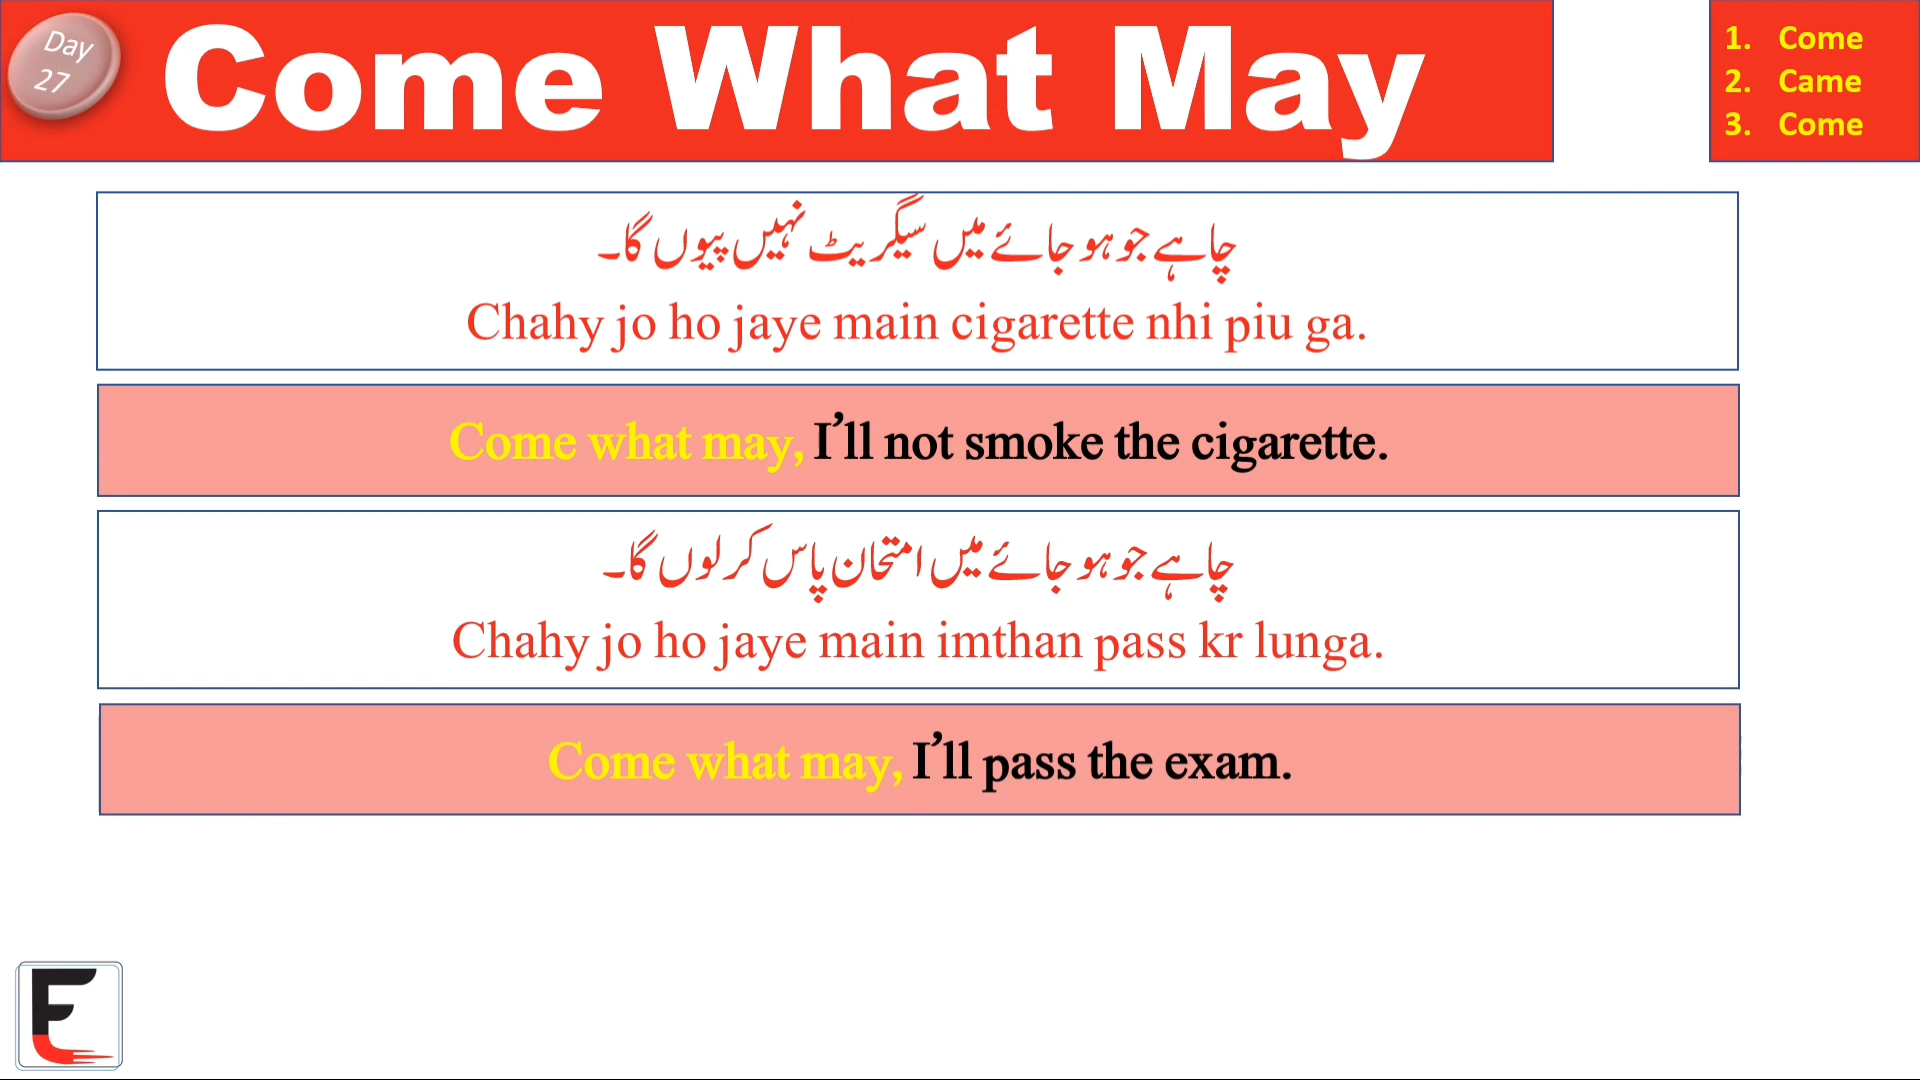 Day
27
Come What May
1. Come
2. Came
3. Come
چاہے جو ہو جائے میں سیگریٹ نہیں پیوں گا۔
Chahy jo ho jaye main cigarette nhi piu ga.
Come what may, I’ll not smoke the cigarette.
چاہے جو ہو جائے میں امتحان پاس کر لوں گا۔
Chahy jo ho jaye main imthan pass kr lunga.
Come what may, I’ll pass the exam.